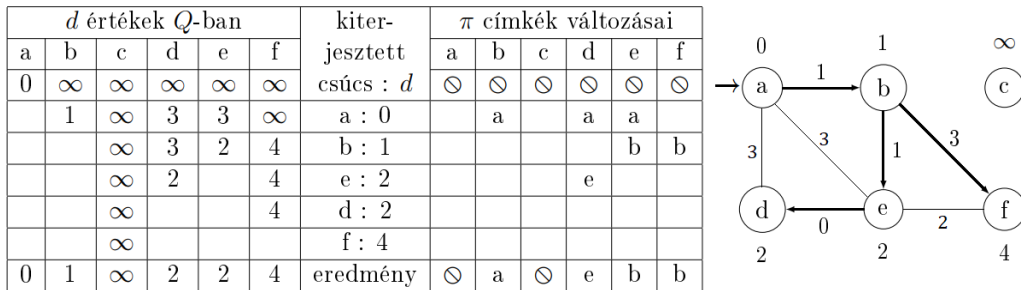 d értékek Q-ban kiter- π címkék változásai
a b c d e f jesztett a b c d e f
0 ∞ ∞ ∞ ∞ ∞ csúcs : d ⦸ ⦸ ⦸ ⦸ ⦸ ⦸
1 ∞ 3 3 ∞ a : 0 a a a
∞ 3 2 4 b : 1 b b
∞ 2 4 e : 2 e
∞ 4 d : 2
∞ f : 4
0 1 ∞ 2 2 4 eredmény ⦸ a ⦸ e b b
0 1 ∞
a 1 b c
3 3 1 3
d 0 e 2 f
2 2 4